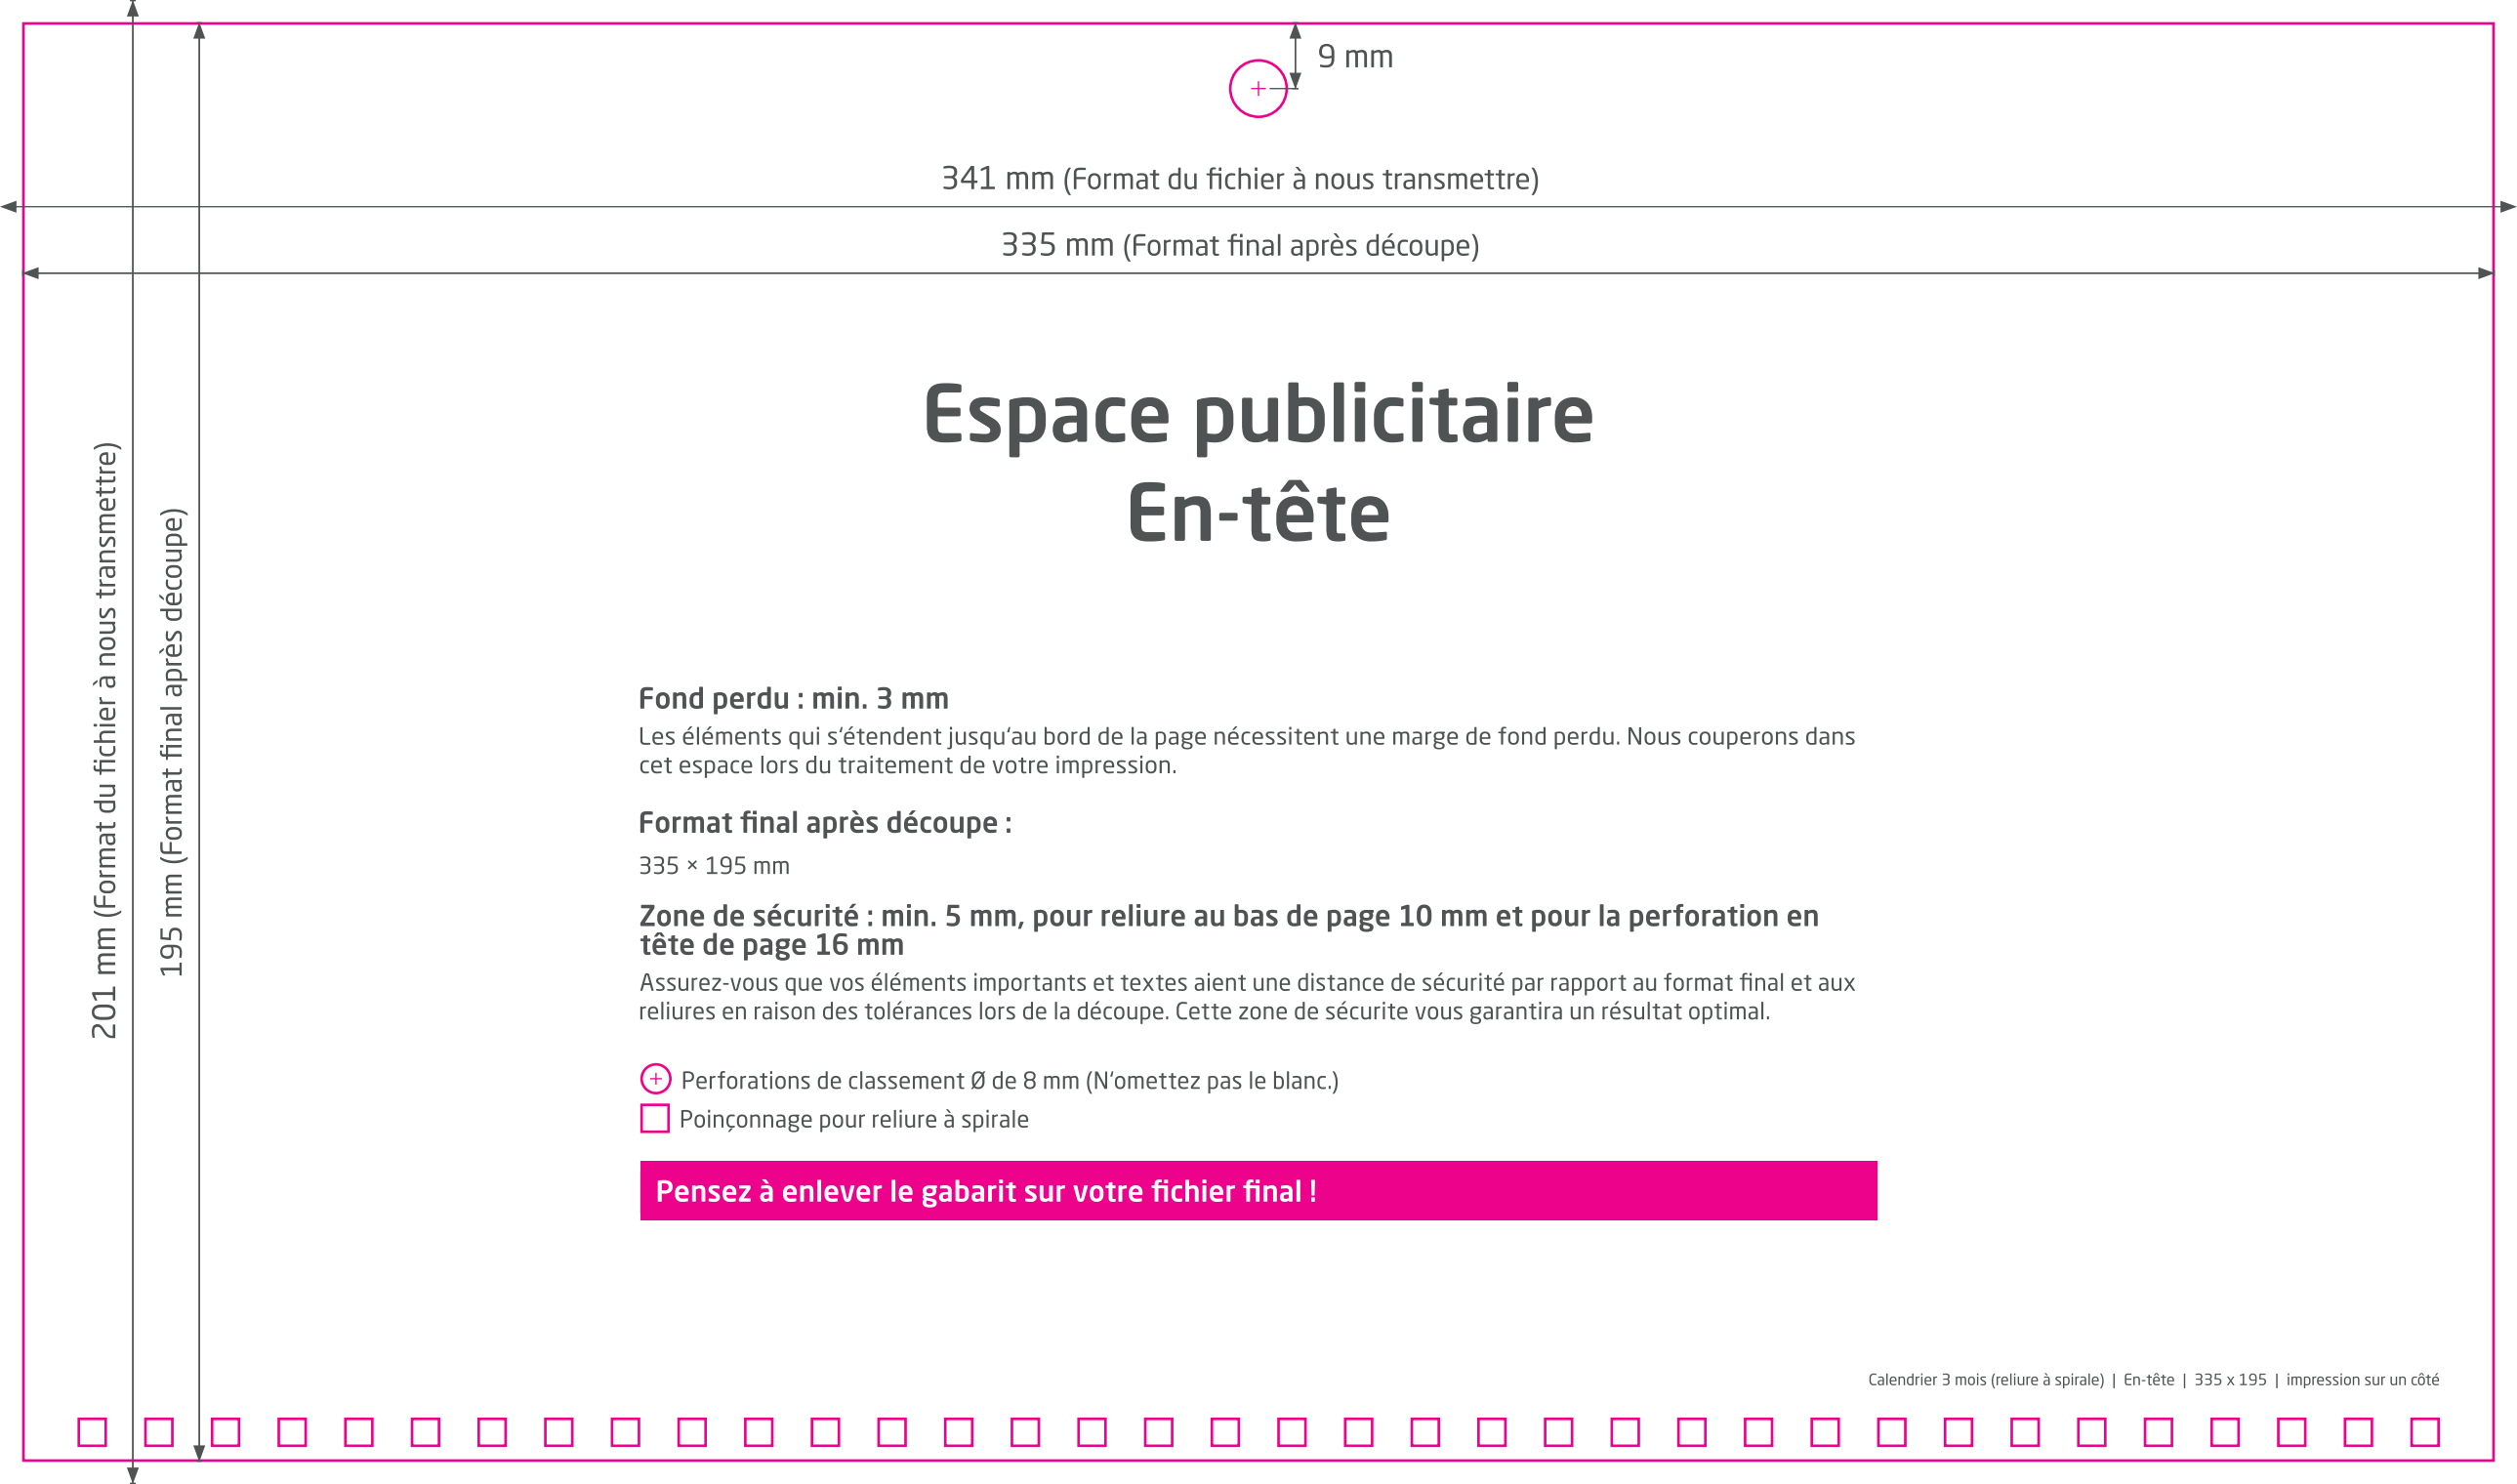 9 mm
341 mm (Format du fichier à nous transmettre)
335 mm (Format final après découpe)
201 mm (Format du fichier à nous transmettre)
195 mm (Format final après découpe)
Espace publicitaire
En-tête
Fond perdu : min. 3 mm
Les éléments qui s‘étendent jusqu‘au bord de la page nécessitent une marge de fond perdu. Nous couperons dans
cet espace lors du traitement de votre impression.
Format final après découpe :
335 × 195 mm
Zone de sécurité : min. 5 mm, pour reliure au bas de page 10 mm et pour la perforation en
tête de page 16 mm
Assurez-vous que vos éléments importants et textes aient une distance de sécurité par rapport au format final et aux
reliures en raison des tolérances lors de la découpe. Cette zone de sécurite vous garantira un résultat optimal.
Perforations de classement Ø de 8 mm (N‘omettez pas le blanc.)
Poinçonnage pour reliure à spirale
Pensez à enlever le gabarit sur votre fichier final !
Calendrier 3 mois (reliure à spirale) | En-tête | 335 x 195 | impression sur un côté